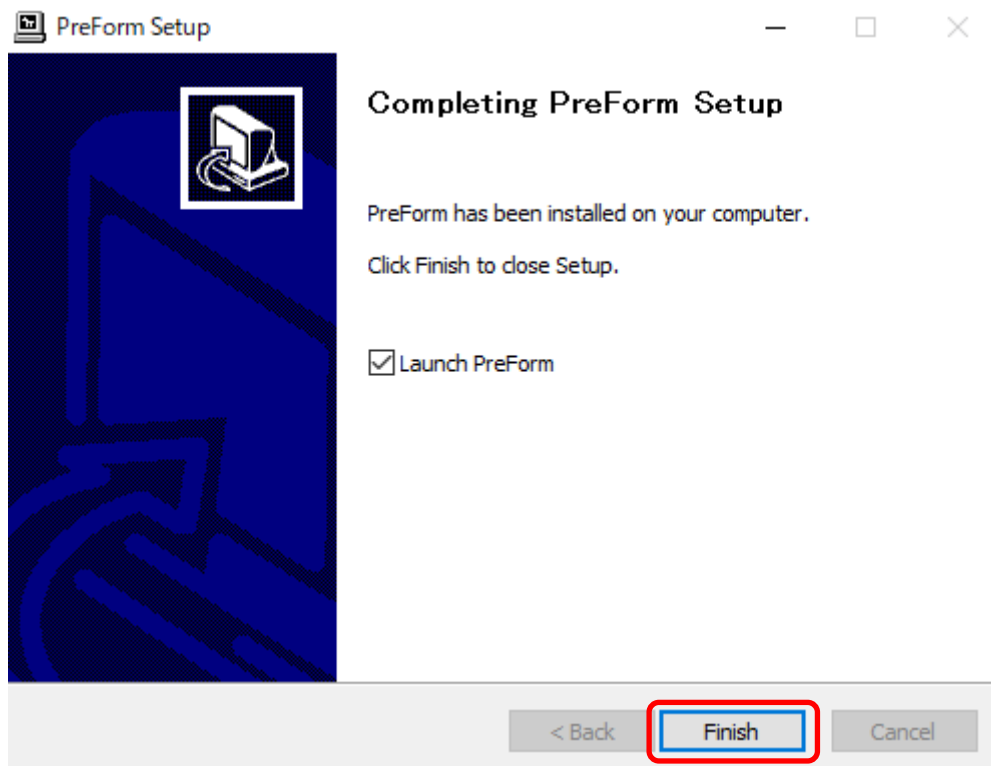 PreForm Setup
Completing PreForm Setup
PreForm has been installed on your computer.
Click Finish to close Setup.
Launch PreForm
< Back
Finish
Cancel